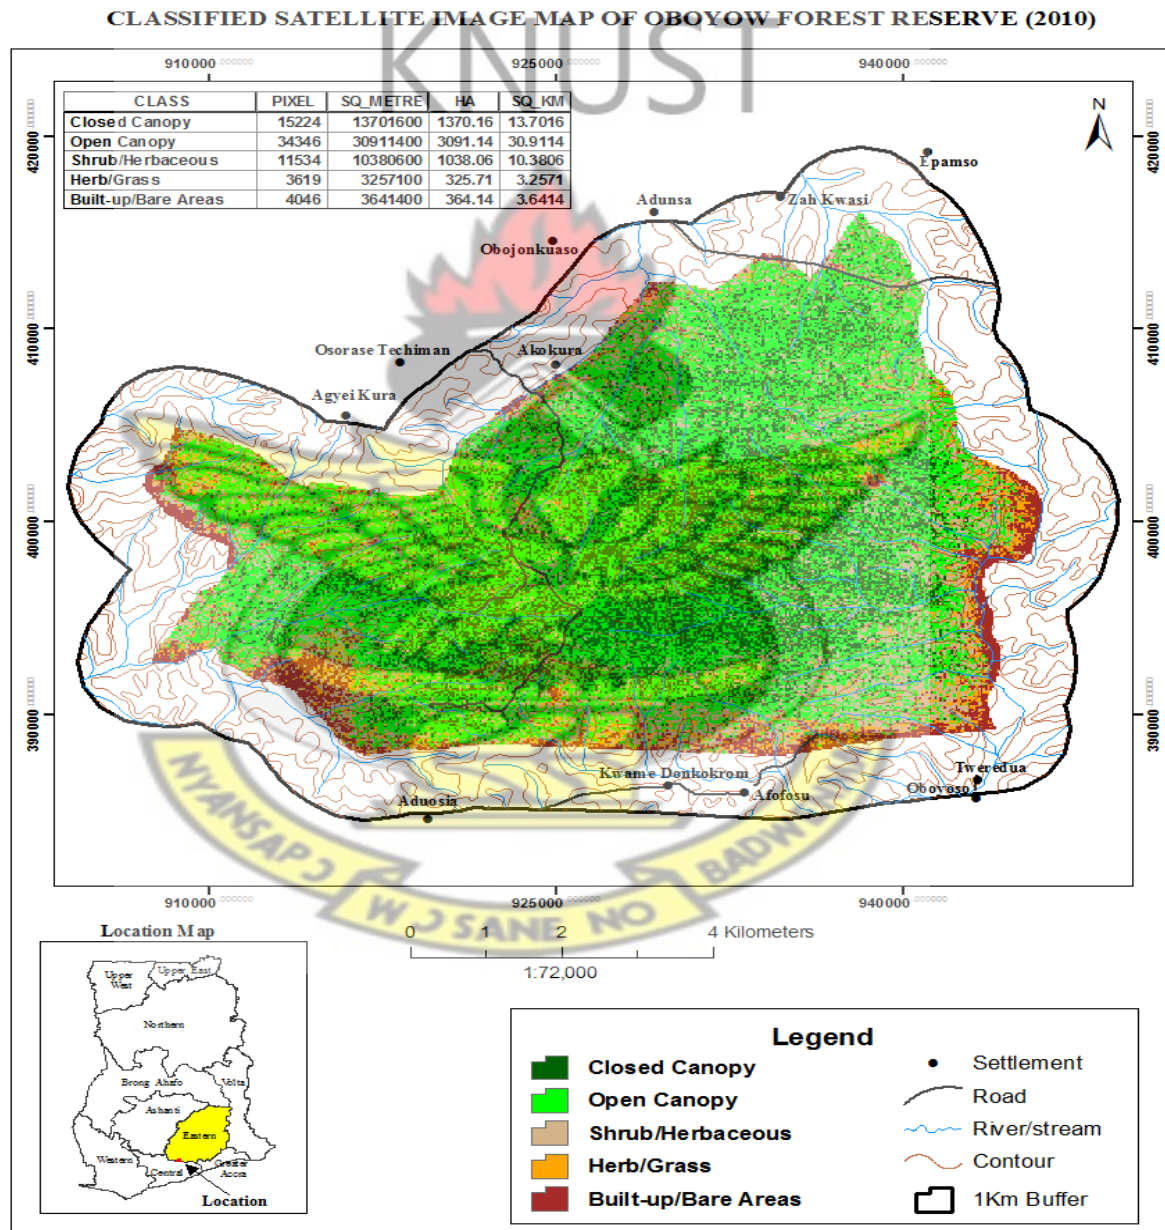 CLASSIFIED SATELLITE IMAGE MAP OF OBOYOW FOREST RESERVE (2010)
KNUST
910000 925000 940000
CLASS PIXEL SQ_METRE HA SQ_KM
Closed Canopy 15224 13701600 1370.16 13.7016
Open Canopy 34346 30911400 3091.14 30.9114
Shrub/Herbaceous 11534 10380600 1038.06 10.3806
Herb/Grass 3619 3257100 325.71 3.2571
Built-up/Bare Areas 4046 3641400 364.14 3.6414
N
420000 420000
Epamso
Adunsa
Zah Kwasi
Obojonkuaso
410000 410000
Osorase Techiman
Akokura
Agyei Kura
400000 400000
390000 390000
Kwame Donkokrom
Tweredua
Afofosu
Oboyoso
Aduosia
NYANSAPƆ
WƆSANE NO
910000 925000 940000
0 1 2 4 Kilometers
1:72,000
Location Map
Upper West
Upper East
Northern
Brong Ahafo
Volta
Ashanti
Eastern
Western
Central
Greater Accra
Location
Legend
Closed Canopy
Open Canopy
Shrub/Herbaceous
Herb/Grass
Built-up/Bare Areas
Settlement
Road
River/stream
Contour
1Km Buffer